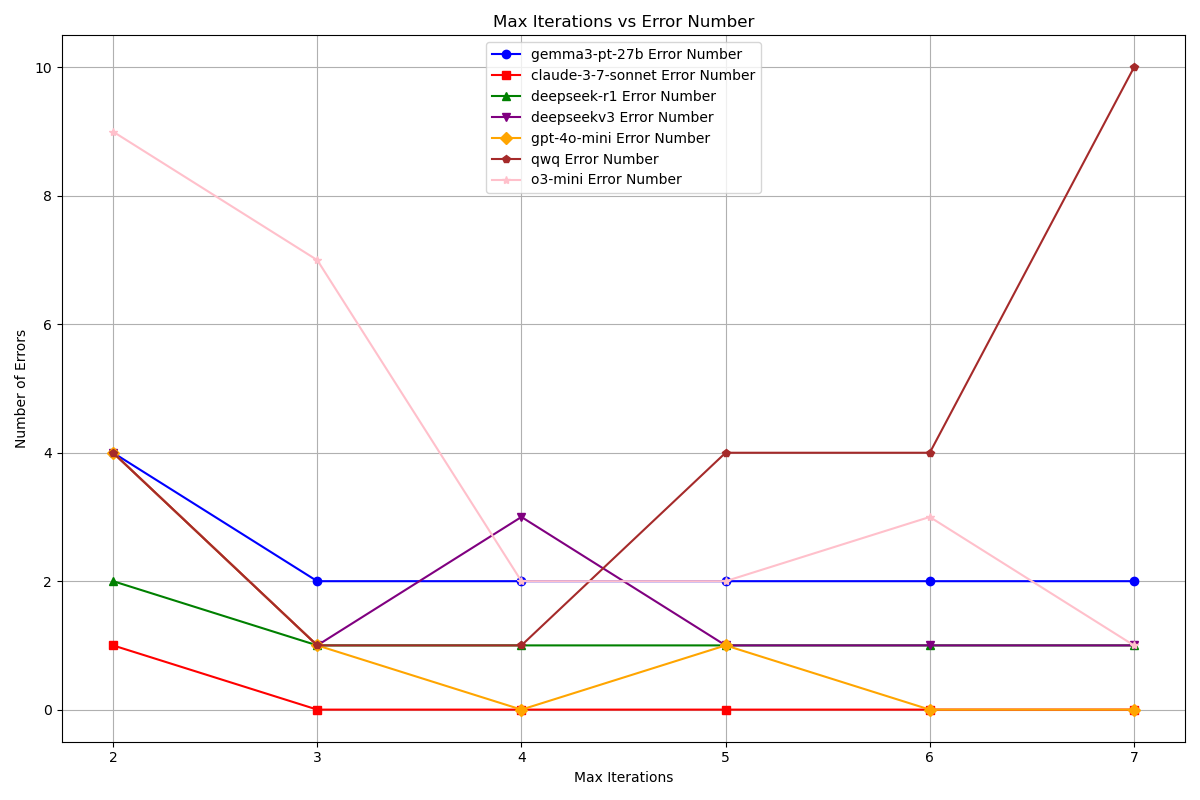 Max Iterations vs Error Number
gemma3-pt-27b Error Number
claude-3-7-sonnet Error Number
deepseek-r1 Error Number
deepseekv3 Error Number
gpt-4o-mini Error Number
qwq Error Number
o3-mini Error Number
Number of Errors
10
8
6
4
2
0
2 3 4 5 6 7
Max Iterations